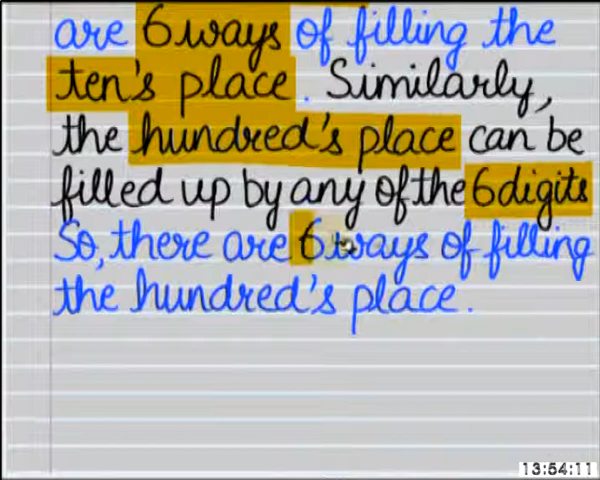 are 6 ways of filling the
ten's place. Similarly,
the hundred's place can be
filled up by any of the 6 digits
So, there are 6 ways of filling
the hundred's place.
13:54:11